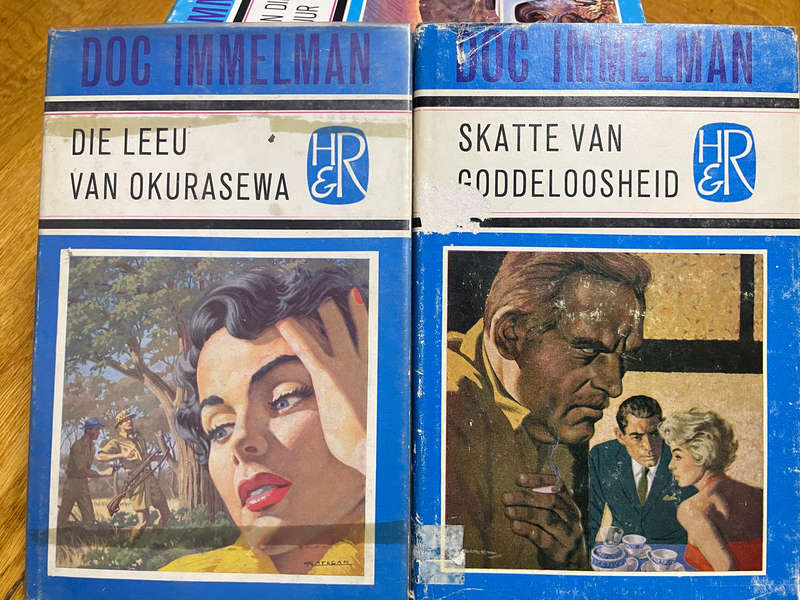 DOC IMMELMAN
DIE LEEU
VAN OKURASEWA
H&R
DOC IMMELMAN
SKATTE VAN
GODDELOOSHEID
H&R